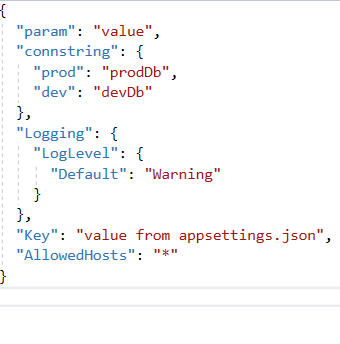 {
"param": "value",
"connstring": {
"prod": "prodDb",
"dev": "devDb"
},
"Logging": {
"LogLevel": {
"Default": "Warning"
}
},
"Key": "value from appsettings.json",
"AllowedHosts": "*"
}